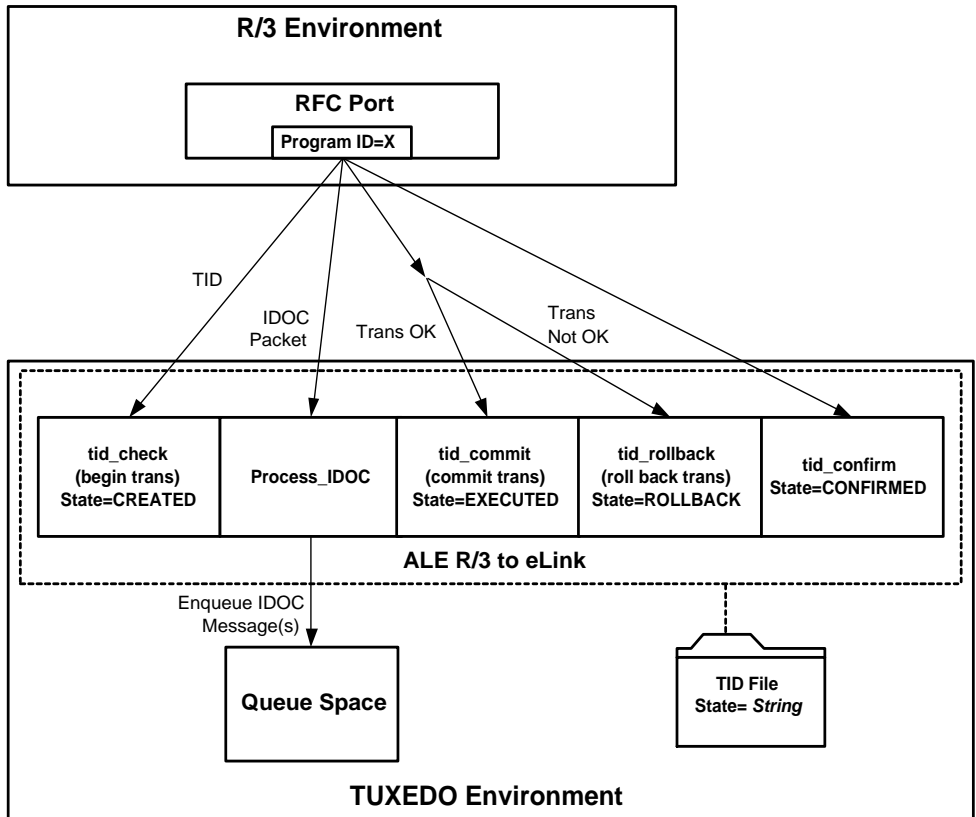 R/3 Environment
RFC Port
Program ID=X
TID
IDOC
Packet
Trans OK
Trans
Not OK
tid_check
(begin trans)
State=CREATED
Process_IDOC
tid_commit
(commit trans)
State=EXECUTED
tid_rollback
(roll back trans)
State=ROLLBACK
tid_confirm
State=CONFIRMED
ALE R/3 to eLink
Enqueue IDOC
Message(s)
Queue Space
TID File
State= String
TUXEDO Environment